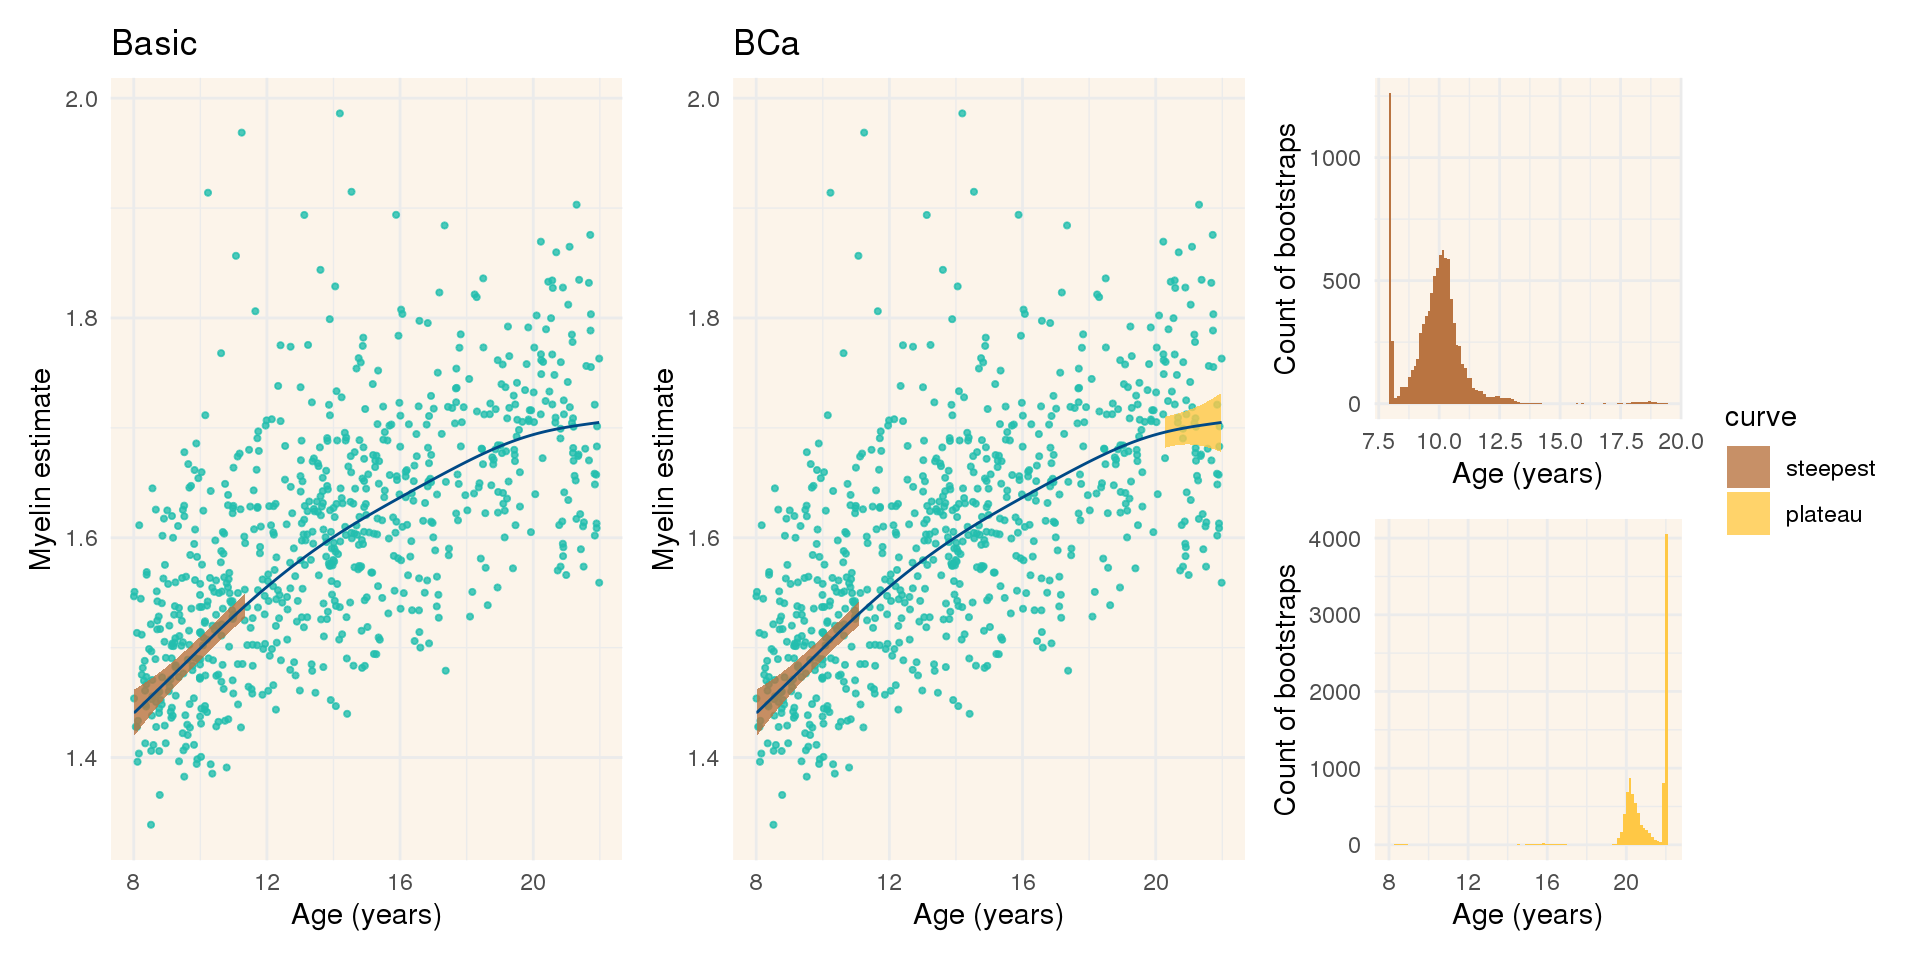 Basic
2.0
1.8
1.6
1.4
Myelin estimate
8 12 16 20
Age (years)
BCa
2.0
1.8
1.6
1.4
Myelin estimate
8 12 16 20
Age (years)
1000
500
0
Count of bootstraps
7.5 10.0 12.5 15.0 17.5 20.0
Age (years)
4000
3000
2000
1000
0
Count of bootstraps
8 12 16 20
Age (years)
curve
steepest
plateau